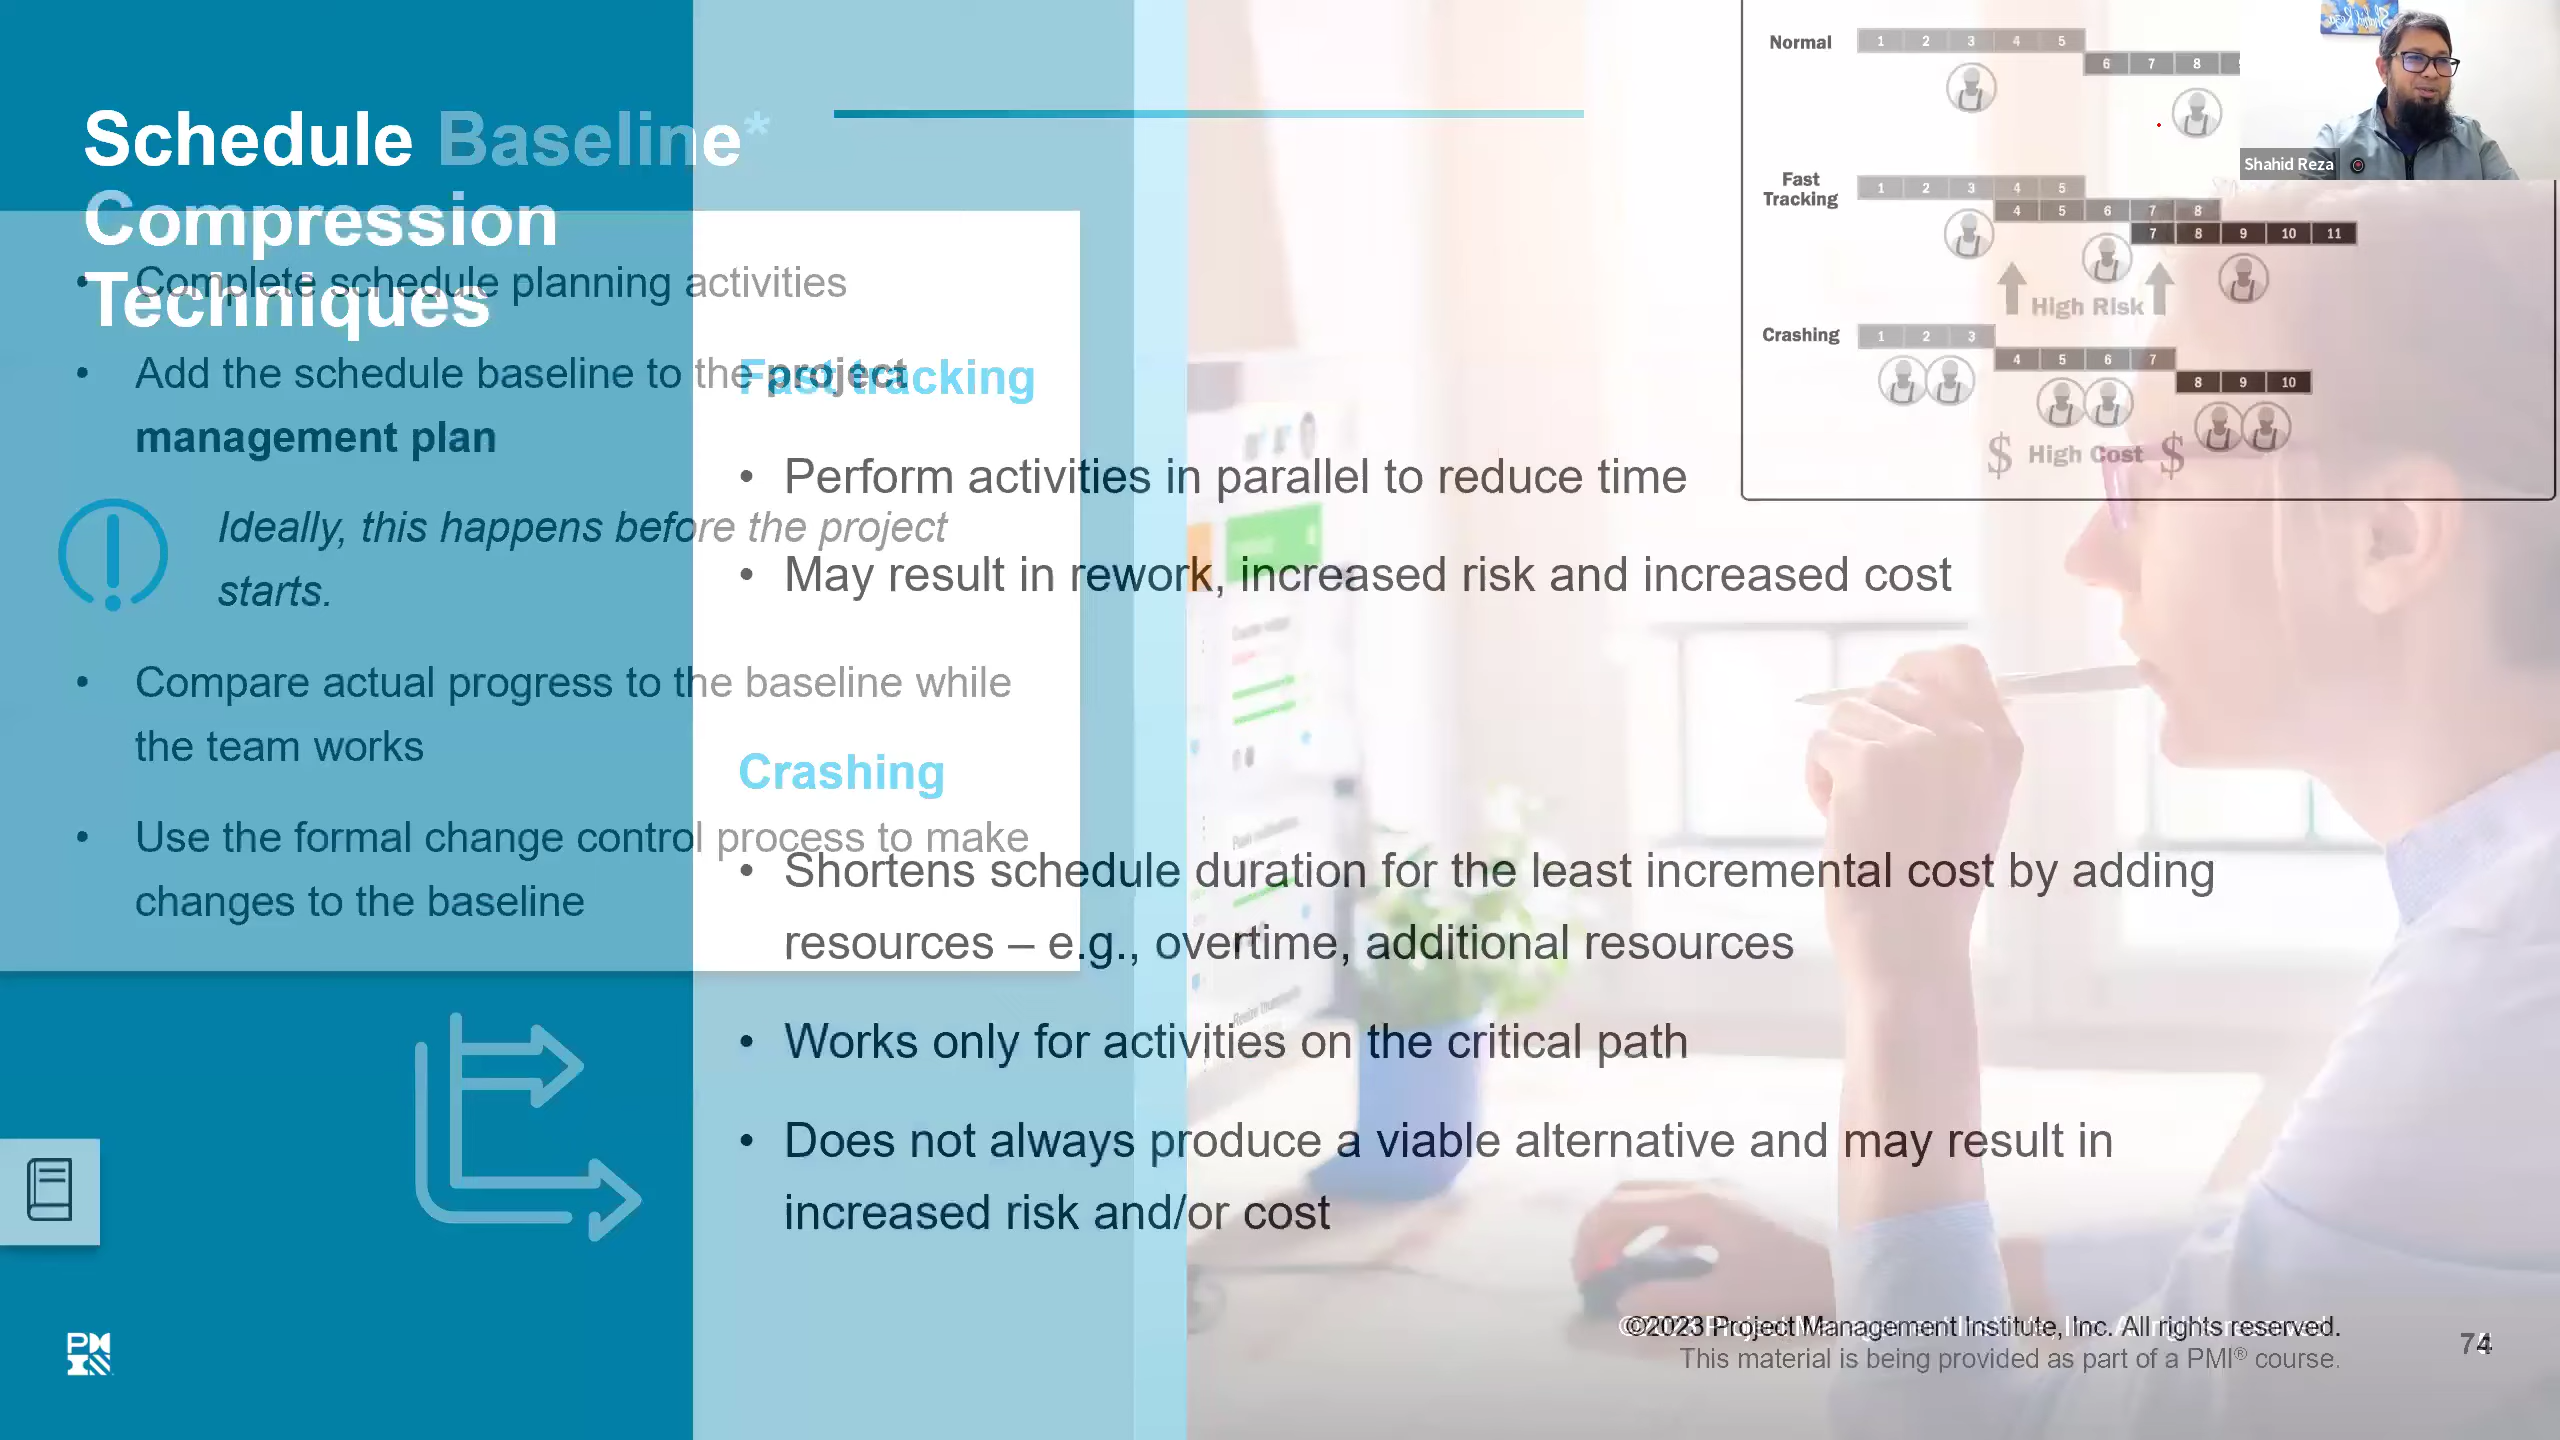 Schedule Baseline*
Compression
Techniques
• Complete schedule planning activities
• Add the schedule baseline to the project
management plan
Ideally, this happens before the project
starts.
• Compare actual progress to the baseline while
the team works
• Use the formal change control process to make
changes to the baseline
Fast tracking
• Perform activities in parallel to reduce time
• May result in rework, increased risk and increased cost
Crashing
• Shortens schedule duration for the least incremental cost by adding
resources – e.g., overtime, additional resources
• Works only for activities on the critical path
• Does not always produce a viable alternative and may result in
increased risk and/or cost
Normal
1 2 3 4 5
6 7 8
Fast
Tracking
1 2 3 4 5
4 5 6 7 8
7 8 9 10 11
High Risk
Crashing
1 2 3
4 5 6 7
8 9 10
$ High Cost $
Shahid Reza
PMI
©2023 Project Management Institute, Inc. All rights reserved.
This material is being provided as part of a PMI® course.
74